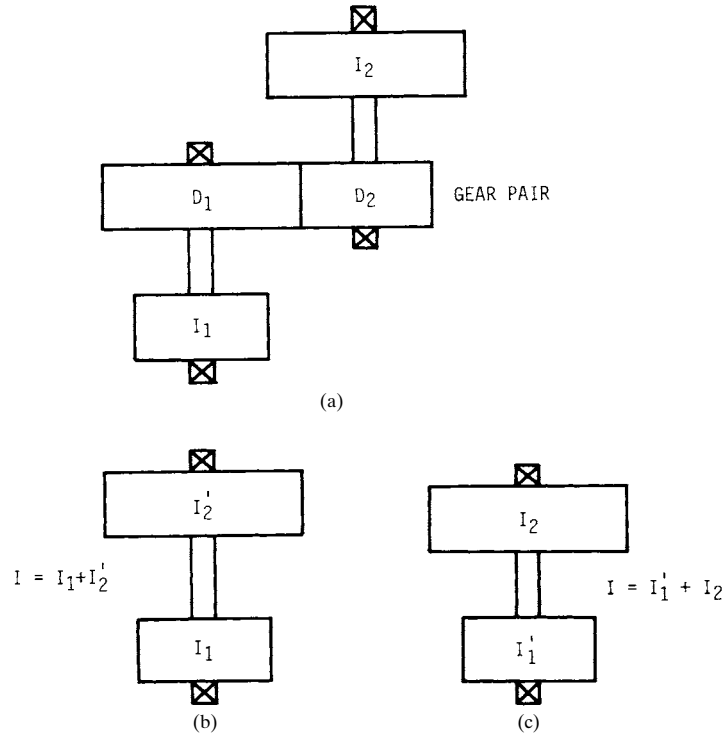 I₂
D₁
D₂
GEAR PAIR
I₁
(a)
I₂'
I = I₁+I₂'
I₁
(b)
I₂
I = I₁' + I₂
I₁'
(c)